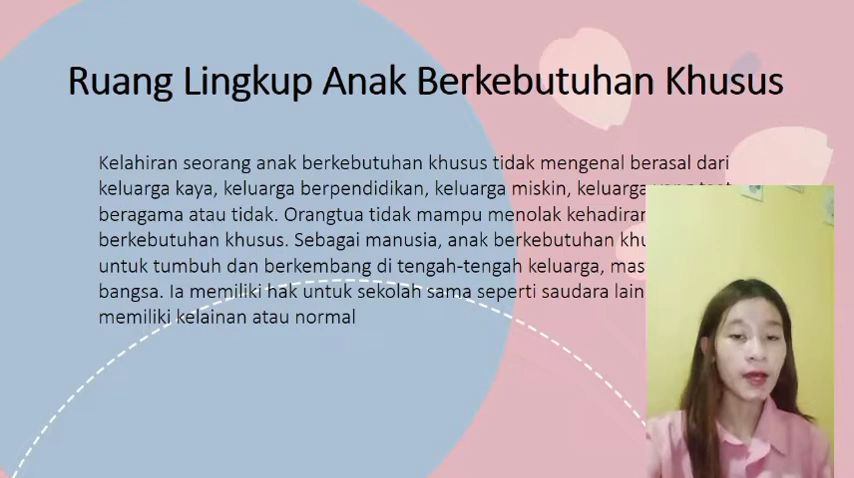 Ruang Lingkup Anak Berkebutuhan Khusus
Kelahiran seorang anak berkebutuhan khusus tidak mengenal berasal dari
keluarga kaya, keluarga berpendidikan, keluarga miskin, keluarga
beragama atau tidak. Orangtua tidak mampu menolak kehadiran
berkebutuhan khusus. Sebagai manusia, anak berkebutuhan
untuk tumbuh dan berkembang di tengah-tengah keluarga,
bangsa. Ia memiliki hak untuk sekolah sama seperti saudara
memiliki kelainan atau normal